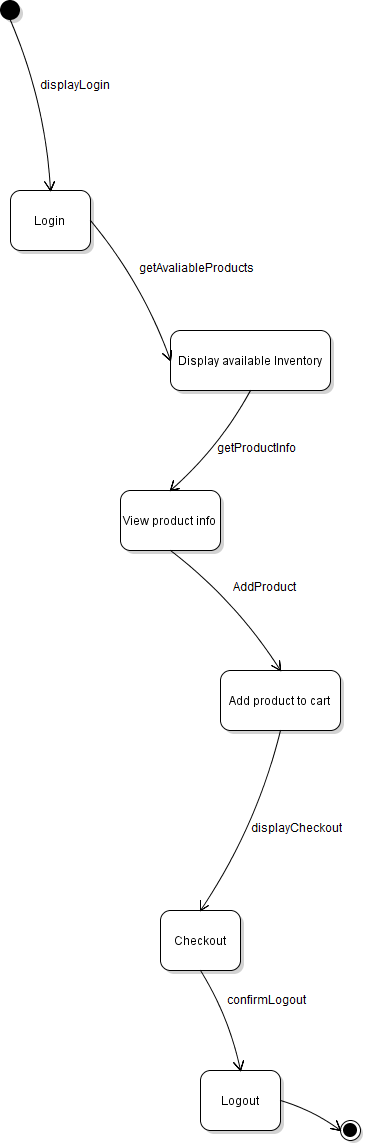 displayLogin
Login
getAvaliableProducts
Display available Inventory
getProductInfo
View product info
AddProduct
Add product to cart
displayCheckout
Checkout
confirmLogout
Logout